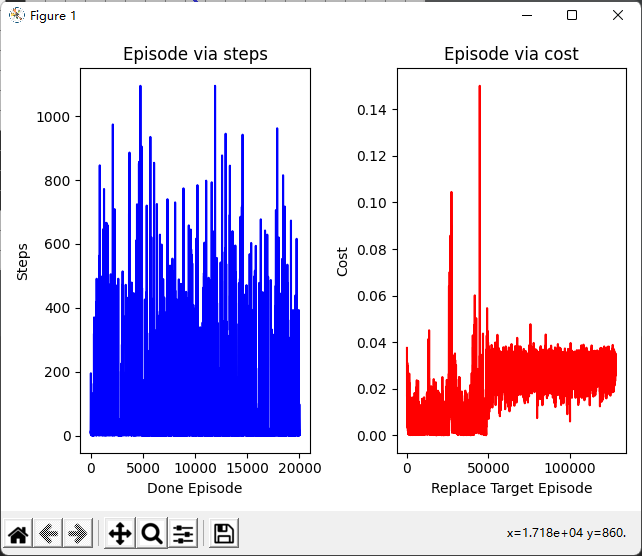 Figure 1
Episode via steps
Episode via cost
1000
800
600
400
200
0
Steps
0
5000
10000
15000
20000
Done Episode
0.14
0.12
0.10
0.08
0.06
0.04
0.02
0.00
Cost
0
50000
100000
Replace Target Episode
x=1.718e+04 y=860.